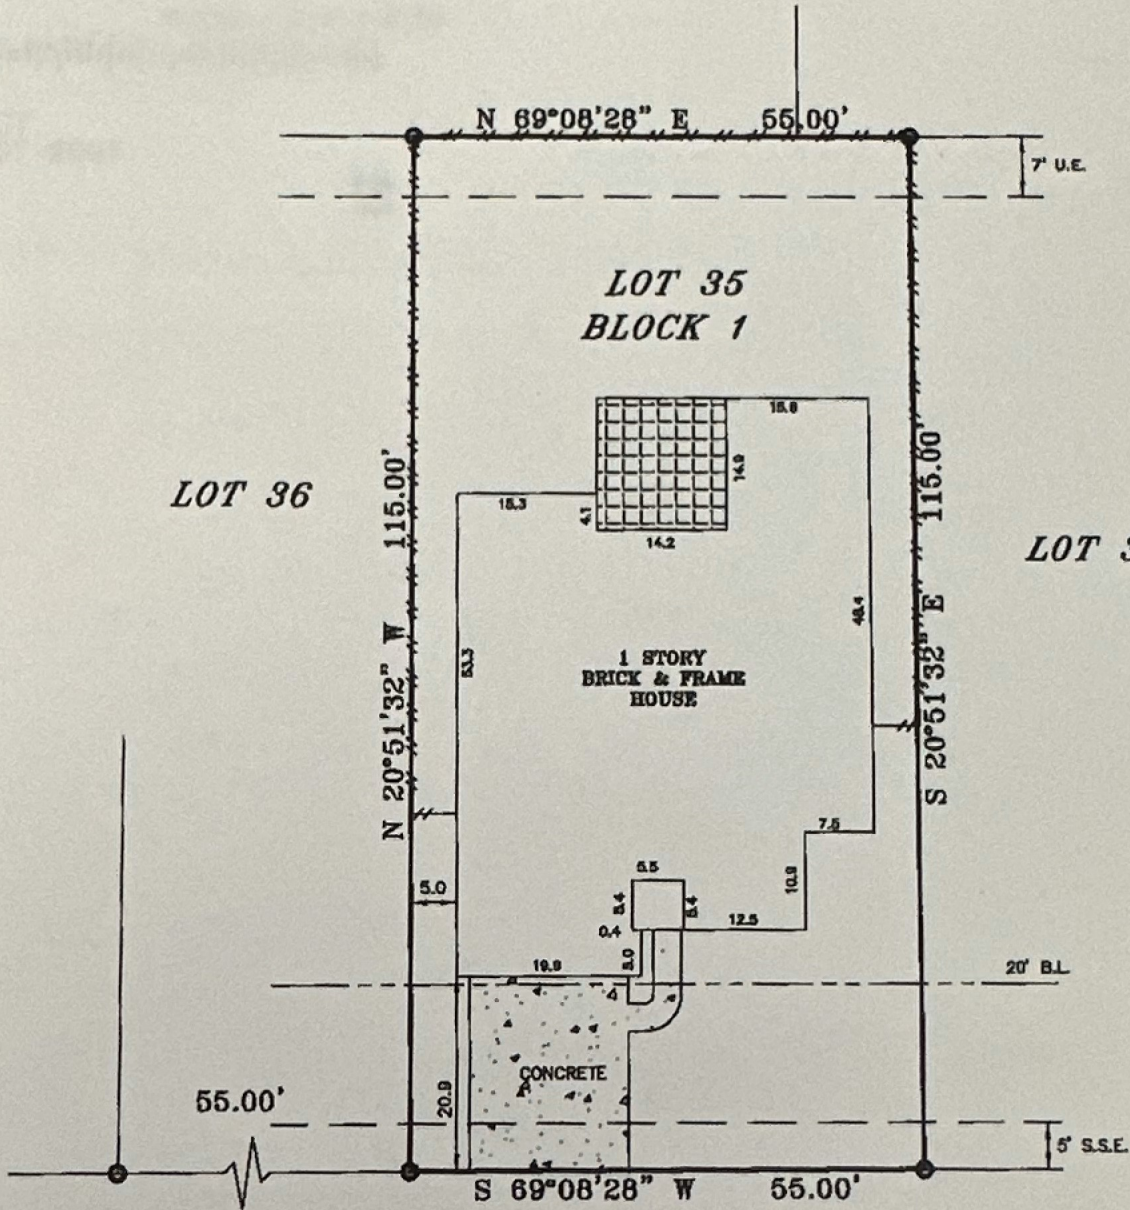 N 69°08'28" E 55.00'
7' U.E.
LOT 35
BLOCK 1
15.8
14.9
LOT 36
115.00'
N 20°51'32" W
115.00'
S 20°51'32" E
LOT
15.3
4.1
14.2
53.3
48.4
1 STORY
BRICK & FRAME
HOUSE
7.5
10.9
5.0
5.5
5.4
5.4
0.4
12.5
19.9
5.0
20' B.L.
CONCRETE
20.9
55.00'
5' S.S.E.
S 69°08'28" W 55.00'